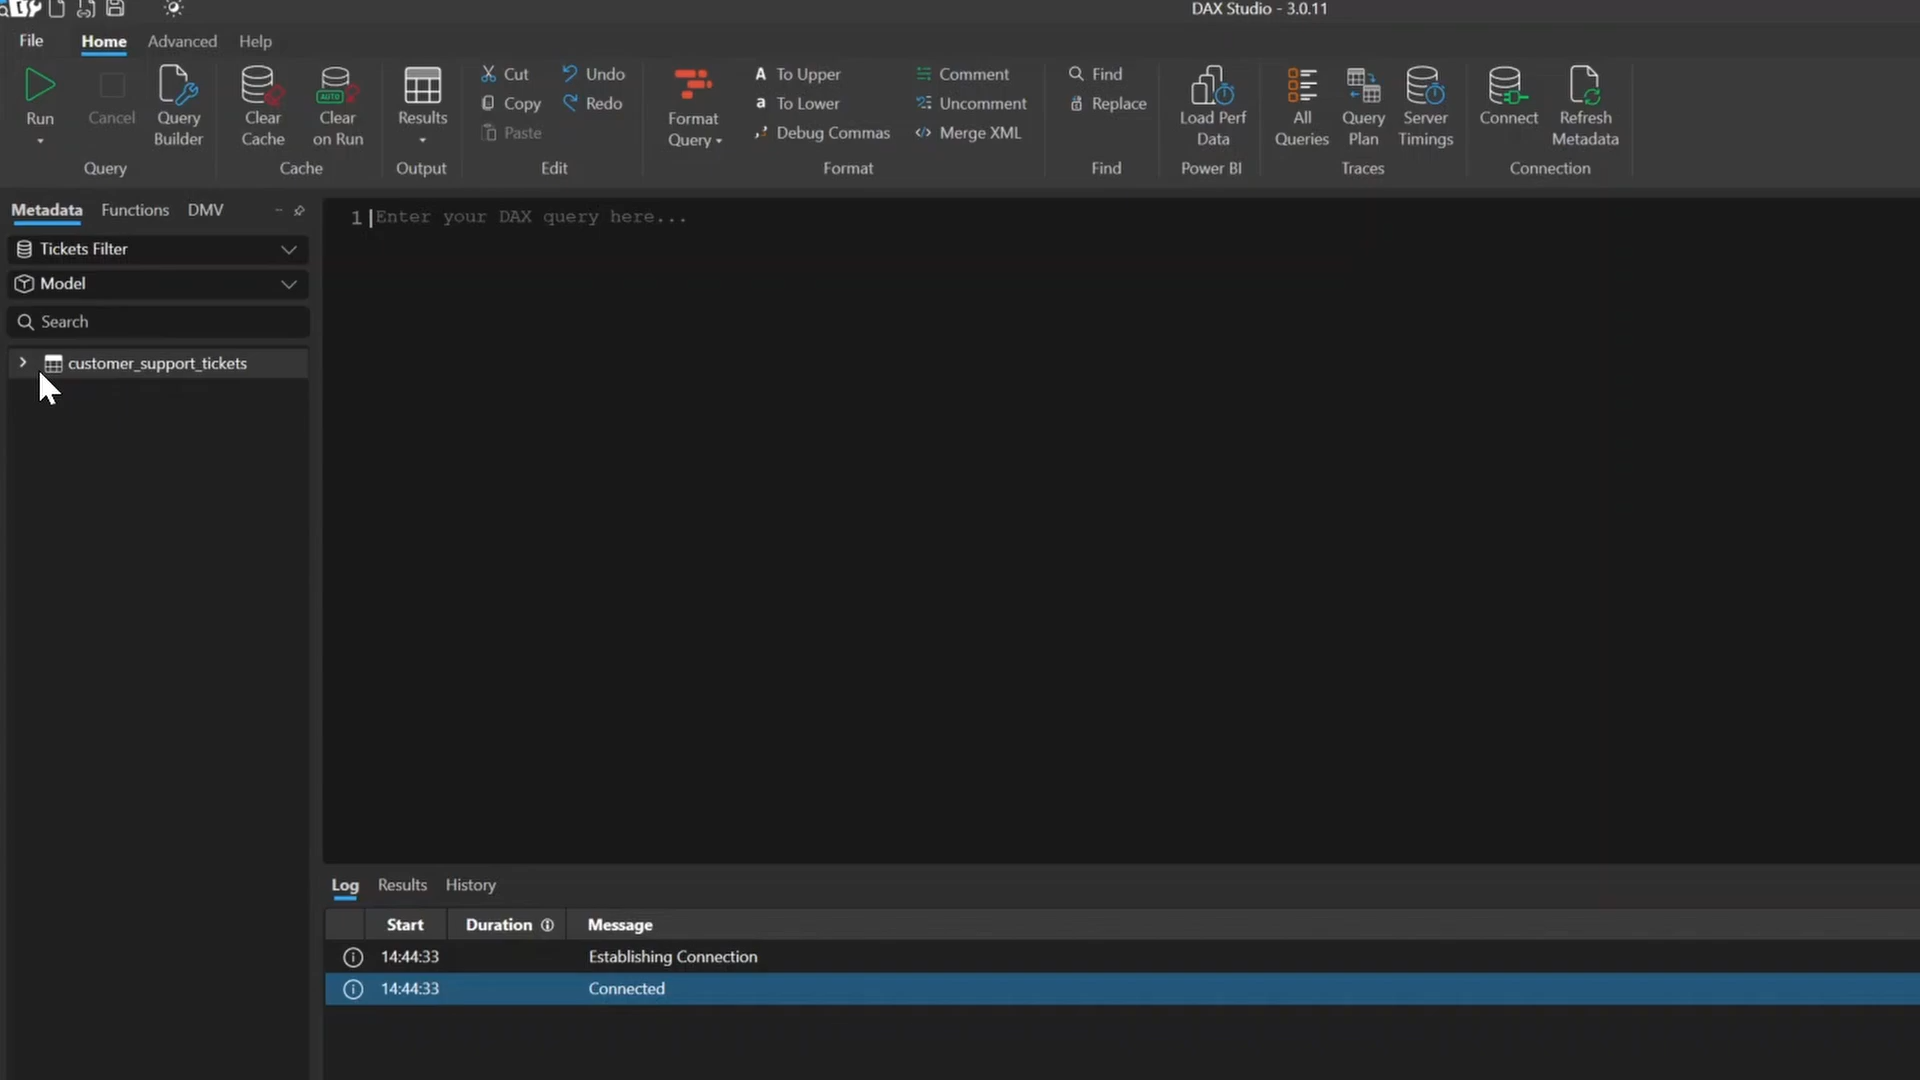 DAX Studio - 3.0.11
File Home Advanced Help
Run
Cancel
Query Builder
Query
Clear Cache
Clear on Run
AUTO
Cache
Results
Output
Cut
Copy
Paste
Undo
Redo
Edit
Format Query
A To Upper
a To Lower
Debug Commas
Comment
Uncomment
Merge XML
Format
Find
Replace
Find
Load Perf Data
Power BI
All Queries
Query Plan
Server Timings
Traces
Connect
Refresh Metadata
Connection
Metadata Functions DMV
Tickets Filter
Model
Search
customer_support_tickets
1 Enter your DAX query here...
Log Results History
Start Duration Message
14:44:33 Establishing Connection
14:44:33 Connected